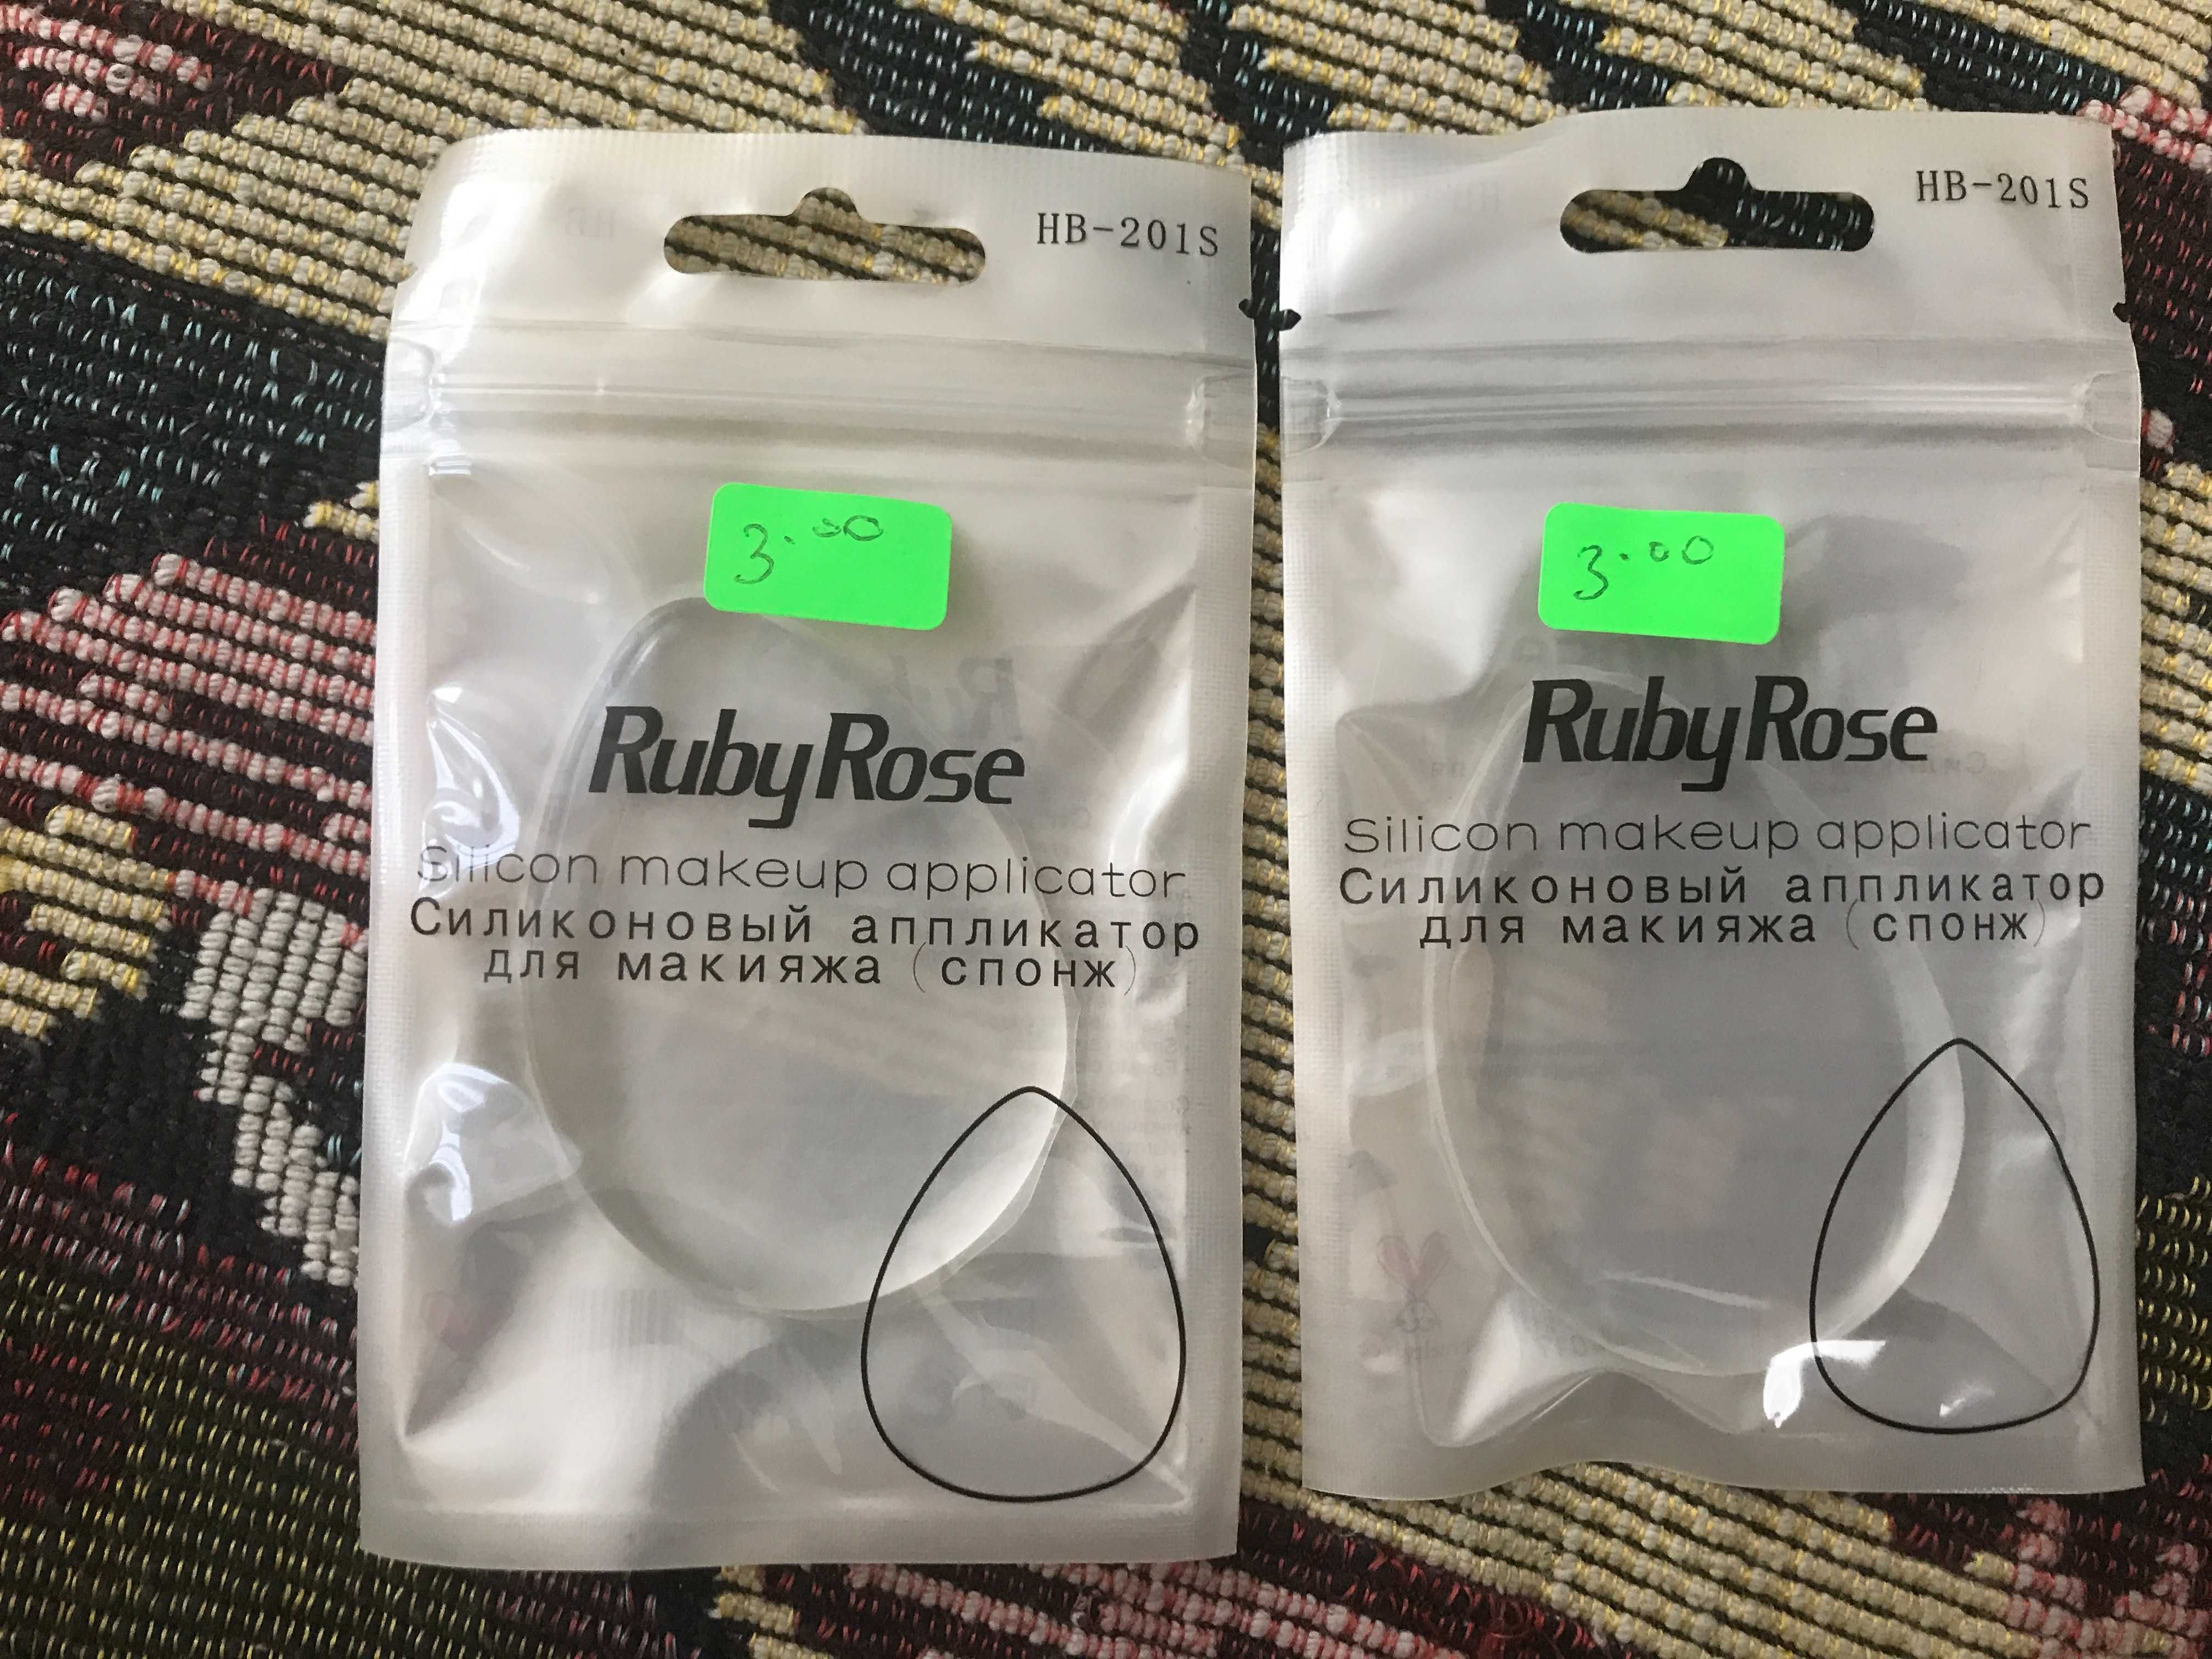 HB-201S
3.00
RubyRose
Silicon makeup applicator
Силиконовый аппликатор
для макияжа (спонж)
HB-201S
3.00
RubyRose
Silicon makeup applicator
Силиконовый аппликатор
для макияжа (спонж)